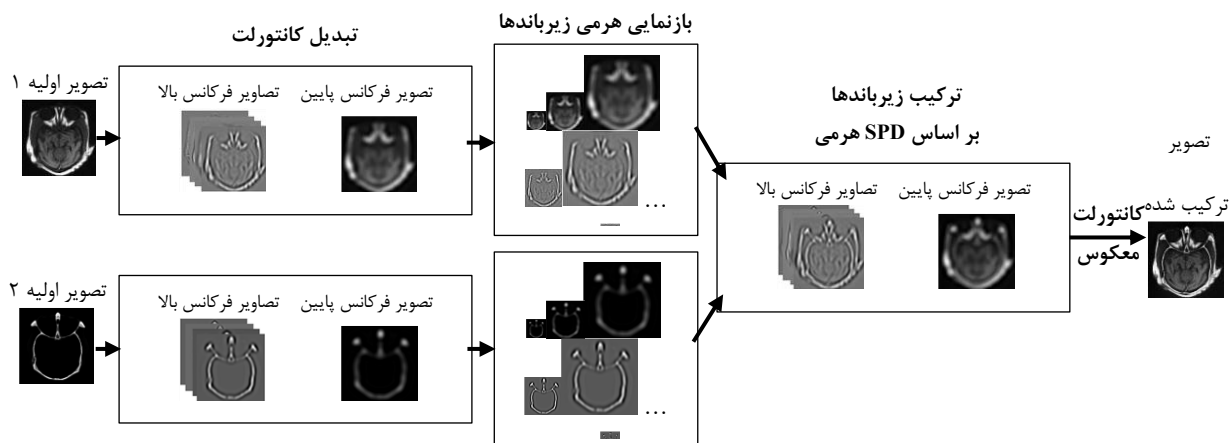 بازنمایی هرمی زیرباندها
تبدیل کانتورلت
تصویر اولیه ۱
تصاویر فرکانس بالا
تصویر فرکانس پایین
...
ترکیب زیرباندها
بر اساس SPD هرمی
تصاویر فرکانس بالا
تصویر فرکانس پایین
کانتورلت
معکوس
تصویر
ترکیب شده
تصویر اولیه ۲
تصاویر فرکانس بالا
تصویر فرکانس پایین
...